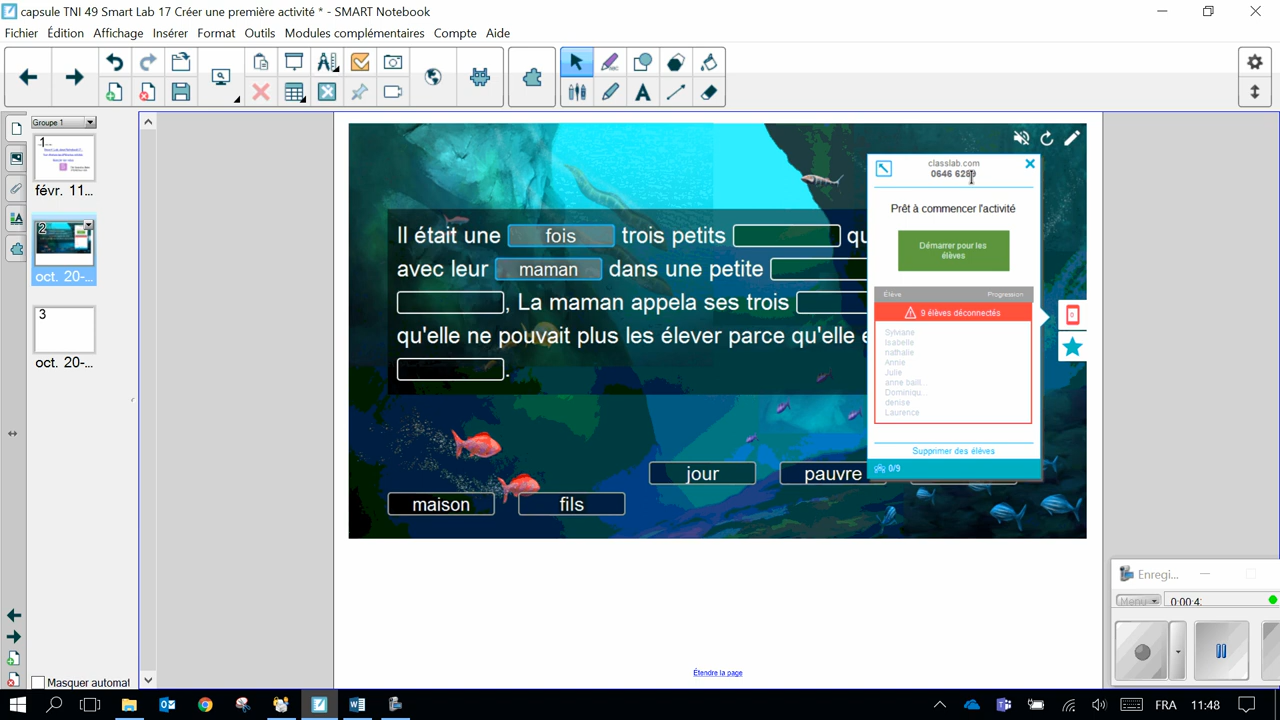 capsule TNI 49 Smart Lab 17 Créer une première activité * - SMART Notebook
Fichier Édition Affichage Insérer Format Outils Modules complémentaires Compte Aide
Groupe 1
1
févr. 11...
2
oct. 20-...
3
oct. 20-...
Masquer automat
Il était une fois trois petits
avec leur maman dans une petite
, La maman appela ses trois
qu'elle ne pouvait plus les élever parce qu'elle
.
jour pauvre
maison fils
classlab.com
0646 6289
Prêt à commencer l'activité
Démarrer pour les
élèves
Élève Progression
9 élèves déconnectés
Sylviane
Isabelle
nathalie
Annie
Julie
anne baill...
Dominiqu...
denise
Laurence
Supprimer des élèves
0/9
Étendre la page
Enregi...
Menu
0:00:4
FRA 11:48